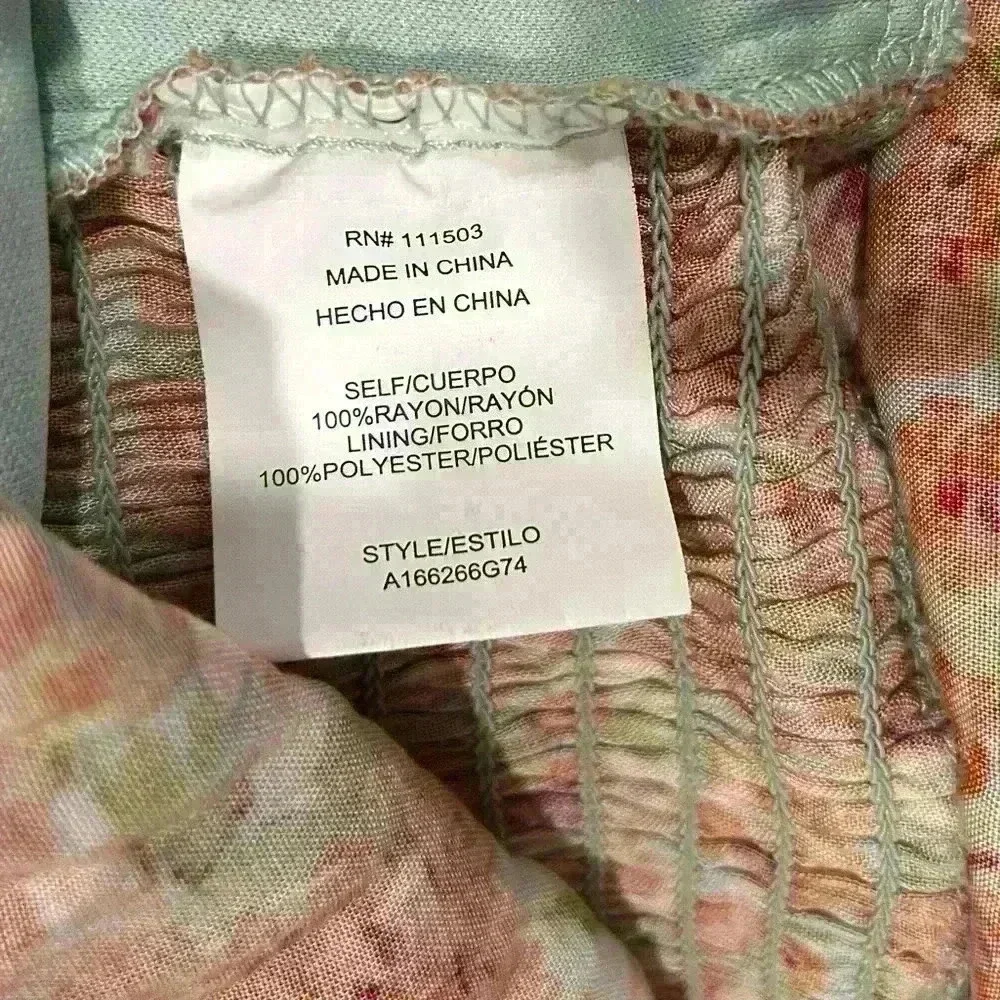 RN# 111503
MADE IN CHINA
HECHO EN CHINA
SELF/CUERPO
100%RAYON/RAYÓN
LINING/FORRO
100%POLYESTER/POLIÉSTER
STYLE/ESTILO
A166266G74